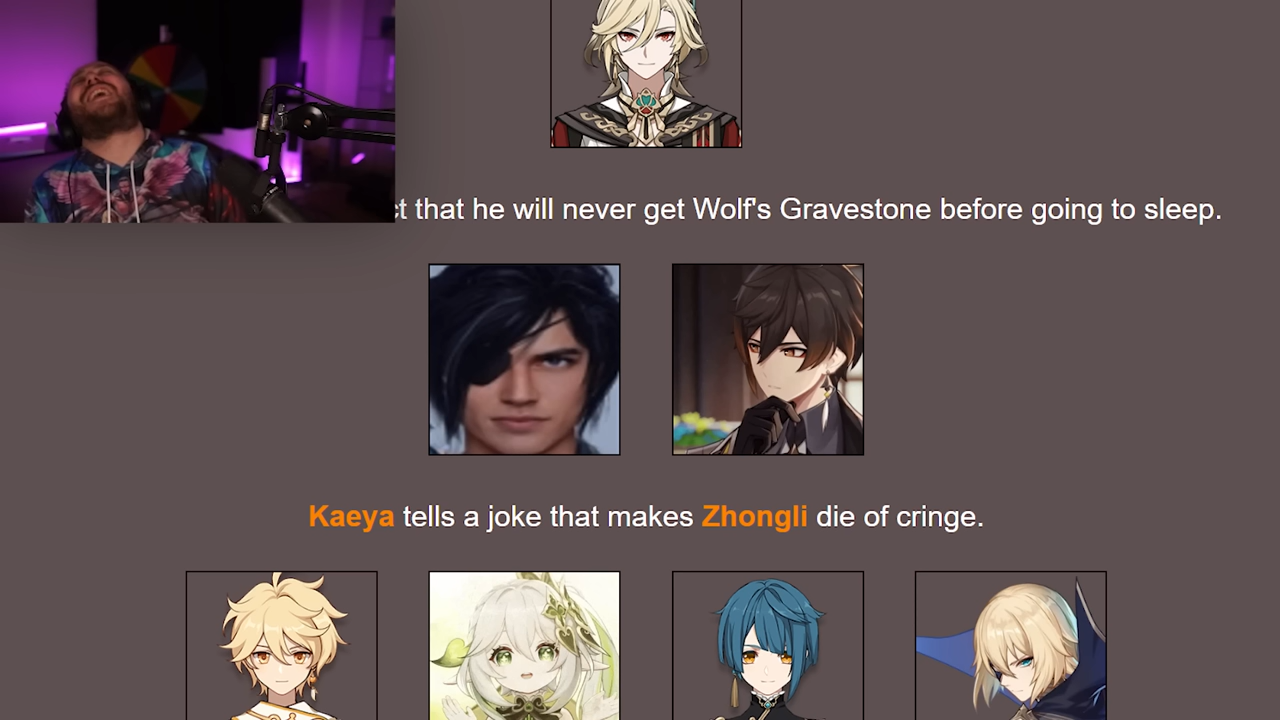 that he will never get Wolf's Gravestone before going to sleep.
Kaeya tells a joke that makes Zhongli die of cringe.